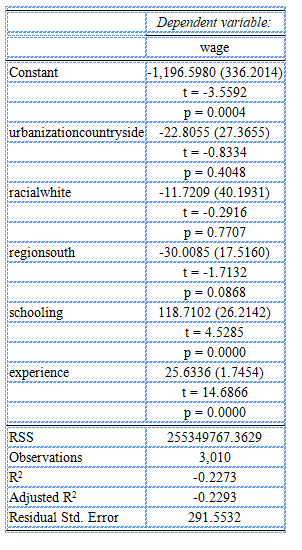 Dependent variable:
wage
Constant -1,196.5980 (336.2014)
t = -3.5592
p = 0.0004
urbanizationcountryside -22.8055 (27.3655)
t = -0.8334
p = 0.4048
racialwhite -11.7209 (40.1931)
t = -0.2916
p = 0.7707
regionsouth -30.0085 (17.5160)
t = -1.7132
p = 0.0868
schooling 118.7102 (26.2142)
t = 4.5285
p = 0.0000
experience 25.6336 (1.7454)
t = 14.6866
p = 0.0000
RSS 255349767.3629
Observations 3,010
R² -0.2273
Adjusted R² -0.2293
Residual Std. Error 291.5532